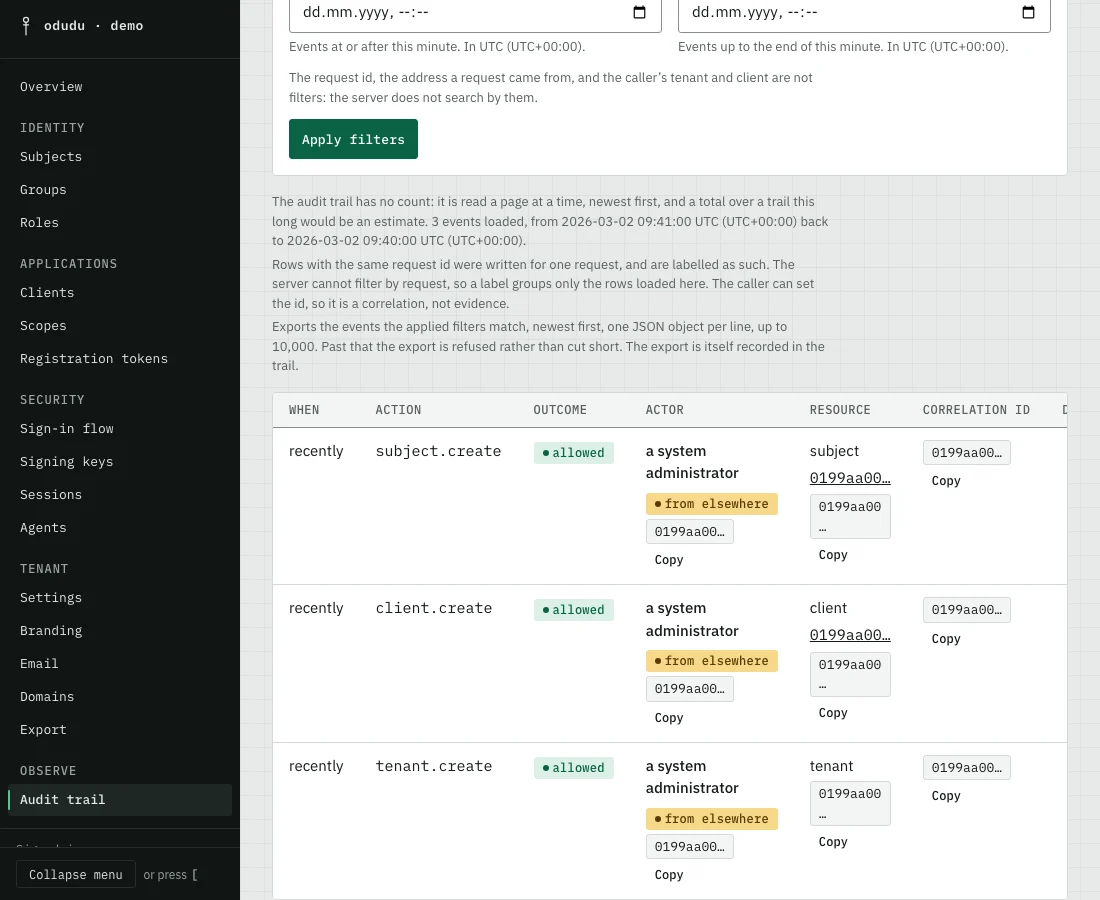 odudu · demo
Overview
IDENTITY
Subjects
Groups
Roles
APPLICATIONS
Clients
Scopes
Registration tokens
SECURITY
Sign-in flow
Signing keys
Sessions
Agents
TENANT
Settings
Branding
Email
Domains
Export
OBSERVE
Audit trail
Collapse menu or press [
dd.mm.yyyy, --:-- dd.mm.yyyy, --:--
Events at or after this minute. In UTC (UTC+00:00). Events up to the end of this minute. In UTC (UTC+00:00).
The request id, the address a request came from, and the caller’s tenant and client are not
filters: the server does not search by them.
Apply filters
The audit trail has no count: it is read a page at a time, newest first, and a total over a trail this
long would be an estimate. 3 events loaded, from 2026-03-02 09:41:00 UTC (UTC+00:00) back
to 2026-03-02 09:40:00 UTC (UTC+00:00).
Rows with the same request id were written for one request, and are labelled as such. The
server cannot filter by request, so a label groups only the rows loaded here. The caller can set
the id, so it is a correlation, not evidence.
Exports the events the applied filters match, newest first, one JSON object per line, up to
10,000. Past that the export is refused rather than cut short. The export is itself recorded in the
trail.
WHEN ACTION OUTCOME ACTOR RESOURCE CORRELATION ID
recently subject.create allowed a system subject 0199aa00…
administrator 0199aa00… Copy
from elsewhere 0199aa00
0199aa00… …
Copy Copy
recently client.create allowed a system client 0199aa00…
administrator 0199aa00… Copy
from elsewhere 0199aa00
0199aa00… …
Copy Copy
recently tenant.create allowed a system tenant 0199aa00…
administrator 0199aa00 Copy
from elsewhere …
0199aa00… Copy
Copy